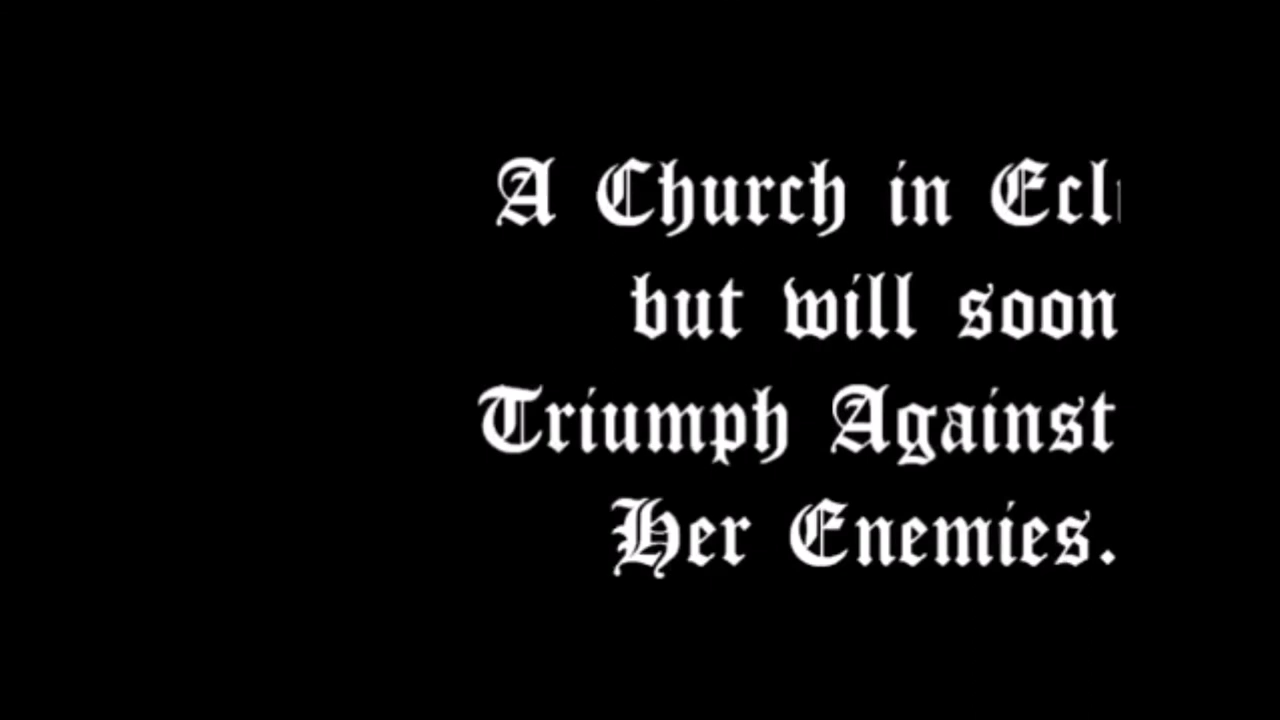 A Church in Ecl
but will soon
Triumph Against
Her Enemies.